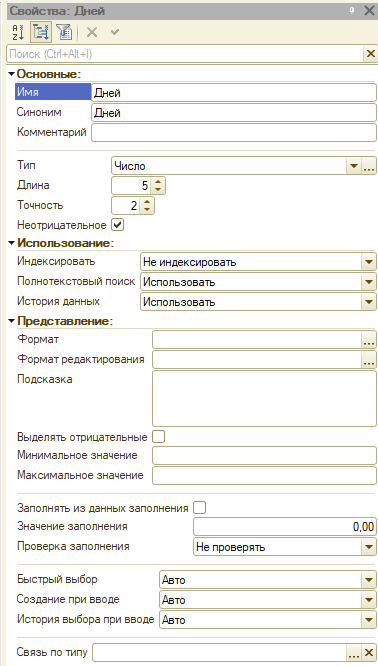 Свойства: Дней
Поиск (Ctrl+Alt+I)
Основные:
Имя Дней
Синоним Дней
Комментарий
Тип Число ...
Длина 5
Точность 2
Неотрицательное
Использование:
Индексировать Не индексировать
Полнотекстовый поиск Использовать
История данных Использовать
Представление:
Формат ...
Формат редактирования ...
Подсказка
Выделять отрицательные
Минимальное значение
Максимальное значение
Заполнять из данных заполнения
Значение заполнения 0,00
Проверка заполнения Не проверять
Быстрый выбор Авто
Создание при вводе Авто
История выбора при вводе Авто
Связь по типу ...